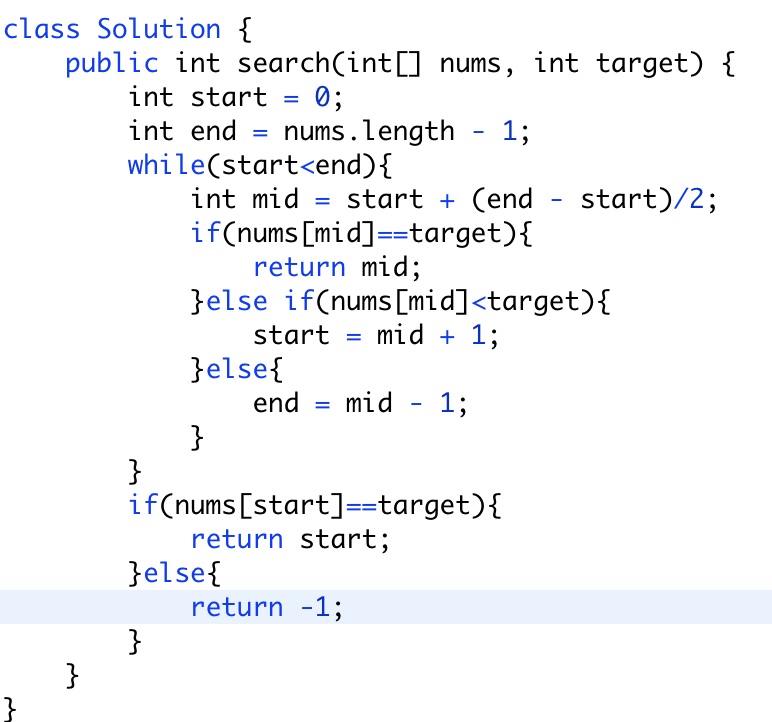 class Solution {
    public int search(int[] nums, int target) {
        int start = 0;
        int end = nums.length - 1;
        while(start<end){
            int mid = start + (end - start)/2;
            if(nums[mid]==target){
                return mid;
            }else if(nums[mid]<target){
                start = mid + 1;
            }else{
                end = mid - 1;
            }
        }
        if(nums[start]==target){
            return start;
        }else{
            return -1;
        }
    }
}